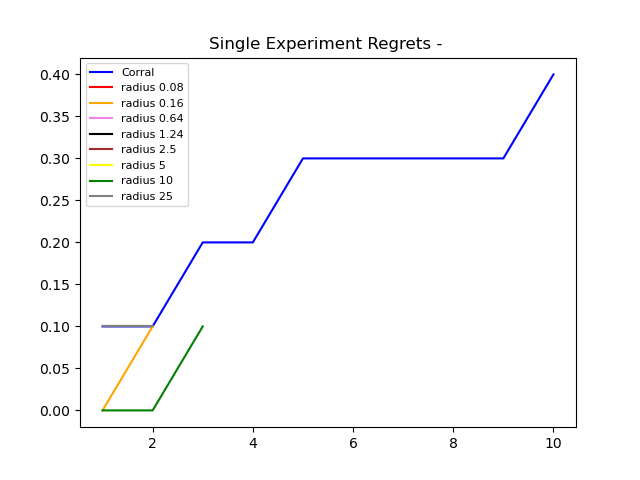 Single Experiment Regrets -
0.40
0.35
0.30
0.25
0.20
0.15
0.10
0.05
0.00
Corral
radius 0.08
radius 0.16
radius 0.64
radius 1.24
radius 2.5
radius 5
radius 10
radius 25
2 4 6 8 10